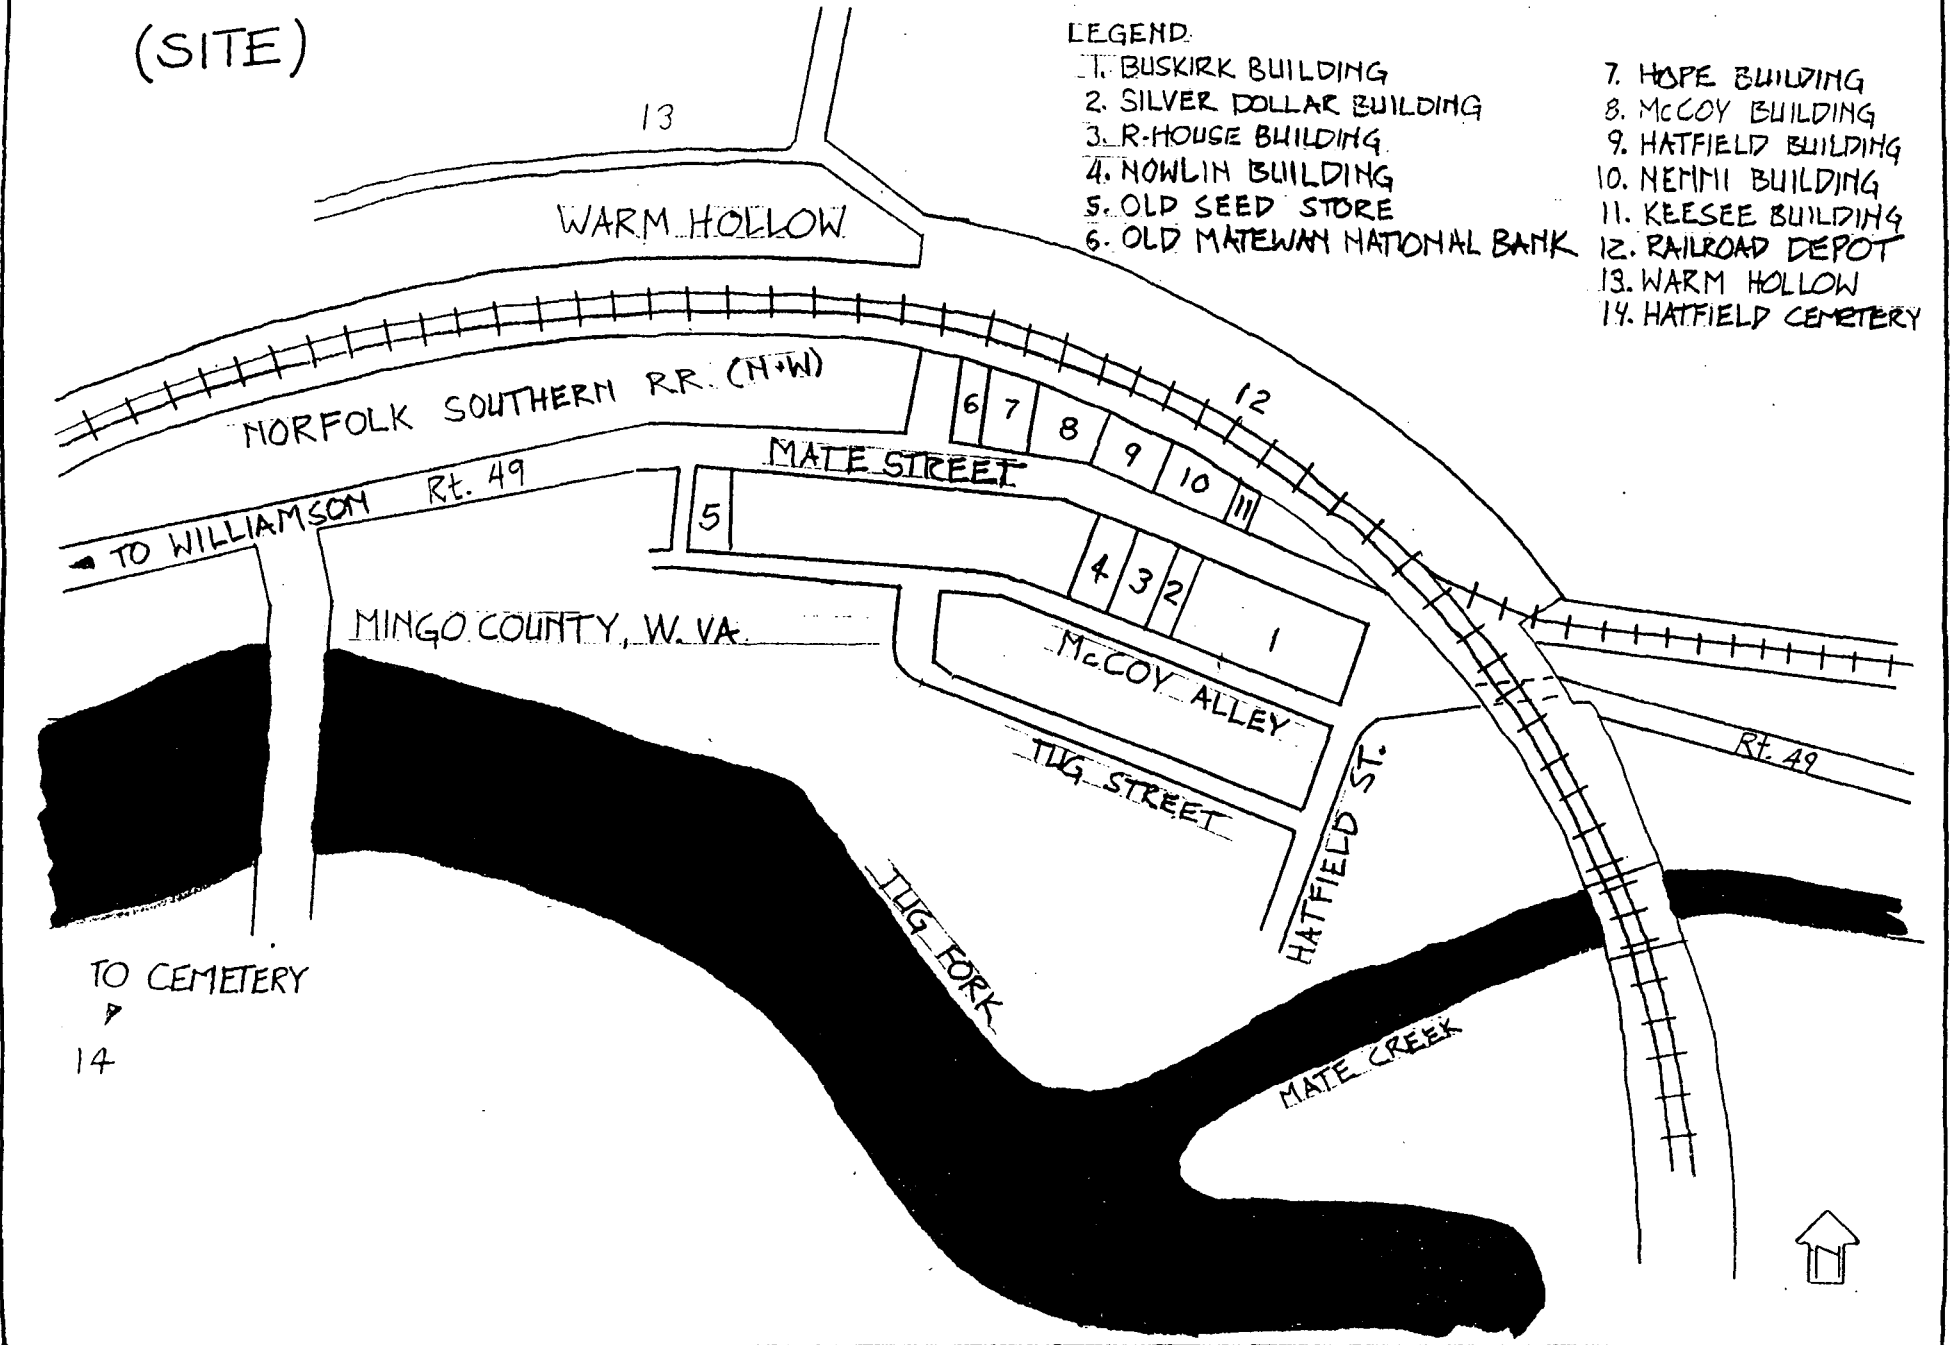 (SITE)
LEGEND
1. BUSKIRK BUILDING
2. SILVER DOLLAR BUILDING
3. R-HOUSE BUILDING
4. NOWLIN BUILDING
5. OLD SEED STORE
6. OLD MATEWAN NATIONAL BANK
7. HOPE BUILDING
8. McCOY BUILDING
9. HATFIELD BUILDING
10. NENNI BUILDING
11. KEESEE BUILDING
12. RAILROAD DEPOT
13. WARM HOLLOW
14. HATFIELD CEMETERY
13
WARM HOLLOW
NORFOLK SOUTHERN R.R. (N+W)
12
6
7
8
9
10
11
MATE STREET
Rt. 49
TO WILLIAMSON
5
4
3
2
1
MINGO COUNTY, W. VA.
McCOY ALLEY
TUG STREET
HATFIELD ST.
Rt. 49
TUG FORK
MATE CREEK
TO CEMETERY
14
N